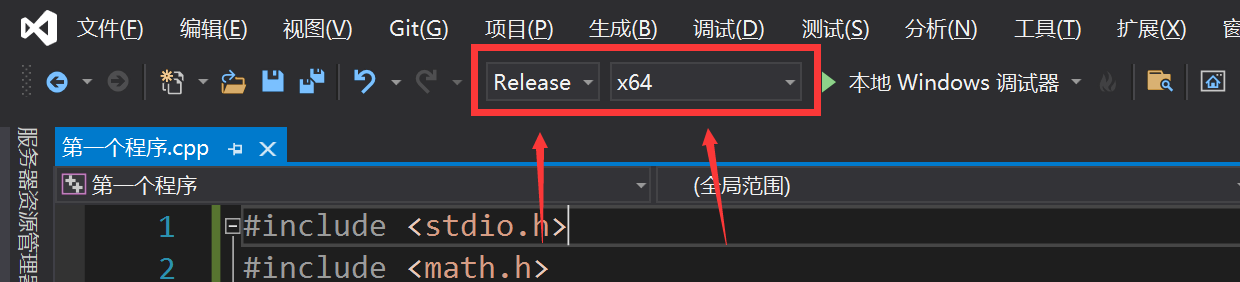 文件(F) 编辑(E) 视图(V) Git(G) 项目(P) 生成(B) 调试(D) 测试(S) 分析(N) 工具(T) 扩展(X)
Release x64 本地 Windows 调试器
服务器资源管理器
第一个程序.cpp
第一个程序 (全局范围)
1 #include <stdio.h>
2 #include <math.h>